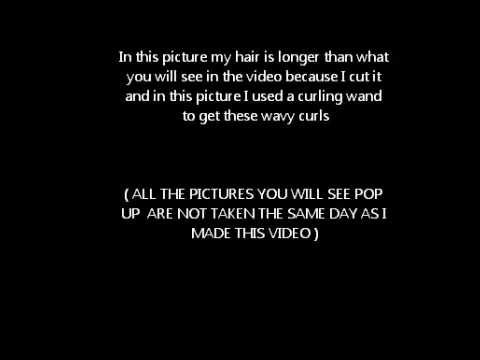 In this picture my hair is longer than what
you will see in the video because I cut it
and in this picture I used a curling wand
to get these wavy curls
( ALL THE PICTURES YOU WILL SEE POP
UP  ARE NOT TAKEN THE SAME DAY AS I
MADE THIS VIDEO )